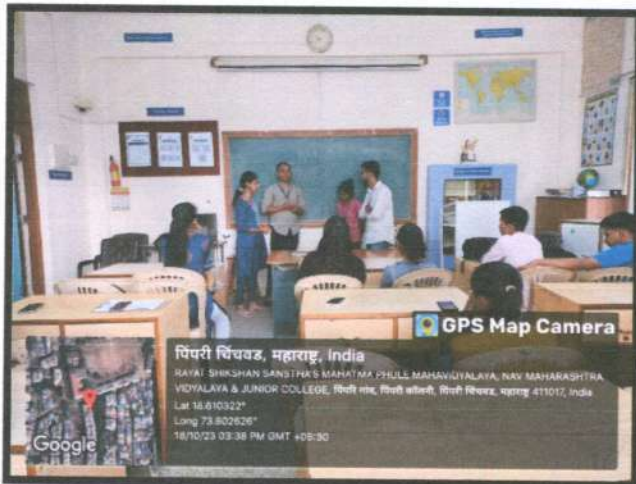 GPS Map Camera
पिंपरी चिंचवड, महाराष्ट्र, India
RAYAT SHIKSHAN SANSTHA'S MAHATMA PHULE MAHAVIDYALAYA, NAV MAHARASHTRA
VIDYALAYA & JUNIOR COLLEGE, पिंपरी गांव, पिंपरी कॉलनी, पिंपरी चिंचवड, महाराष्ट्र 411017, India
Lat 18.610322°
Long 73.802626°
18/10/23 03:38 PM GMT +05:30
Google